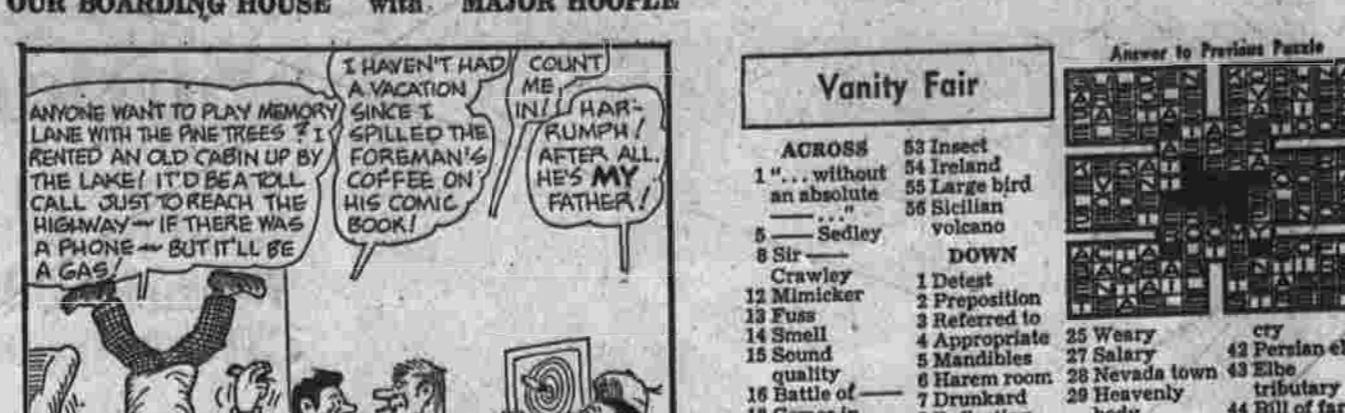 OUR BOARDING HOUSE with MAJOR HOOPLE
ANYONE WANT TO PLAY MEMORY
LANE WITH THE PINE TREES? I
RENTED AN OLD CABIN UP BY
THE LAKE! IT'D BE A TOLL
CALL JUST TO REACH THE
HIGHWAY — IF THERE WAS
A PHONE — BUT IT'LL BE
A GAS!
I HAVEN'T HAD
A VACATION
SINCE I
SPILLED THE
FOREMAN'S
COFFEE ON
HIS COMIC
BOOK!
COUNT
ME
IN!
HAR-
RUMPH!
AFTER ALL,
HE'S MY
FATHER!
Vanity Fair
ACROSS
1 "... without
an absolute
—— ..."
5 —— Sedley
8 Sir ——
Crawley
12 Mimicker
13 Fuss
14 Smell
15 Sound
quality
16 Battle of ——
53 Insect
54 Ireland
55 Large bird
56 Sicilian
volcano
DOWN
1 Detest
2 Preposition
3 Referred to
4 Appropriate
5 Mandibles
6 Harem room
7 Drunkard
Answer to Previous Puzzle
25 Weary
27 Salary
28 Nevada town
29 Heavenly
body
cry
42 Persian
43 Elbe
tributary
44 Bill of